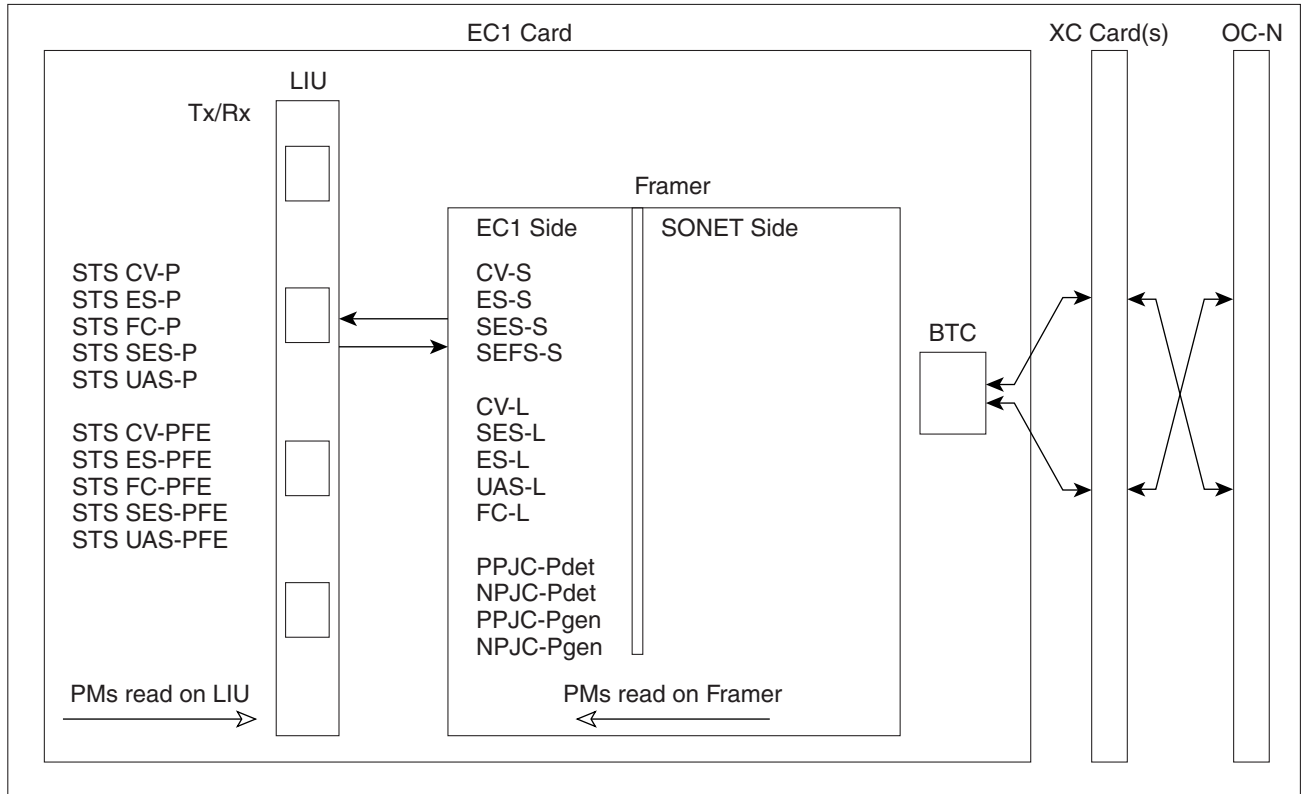 EC1 Card
XC Card(s)
OC-N
LIU
Tx/Rx
Framer
EC1 Side
SONET Side
STS CV-P
STS ES-P
STS FC-P
STS SES-P
STS UAS-P
STS CV-PFE
STS ES-PFE
STS FC-PFE
STS SES-PFE
STS UAS-PFE
CV-S
ES-S
SES-S
SEFS-S
CV-L
SES-L
ES-L
UAS-L
FC-L
PPJC-Pdet
NPJC-Pdet
PPJC-Pgen
NPJC-Pgen
BTC
PMs read on LIU
PMs read on Framer